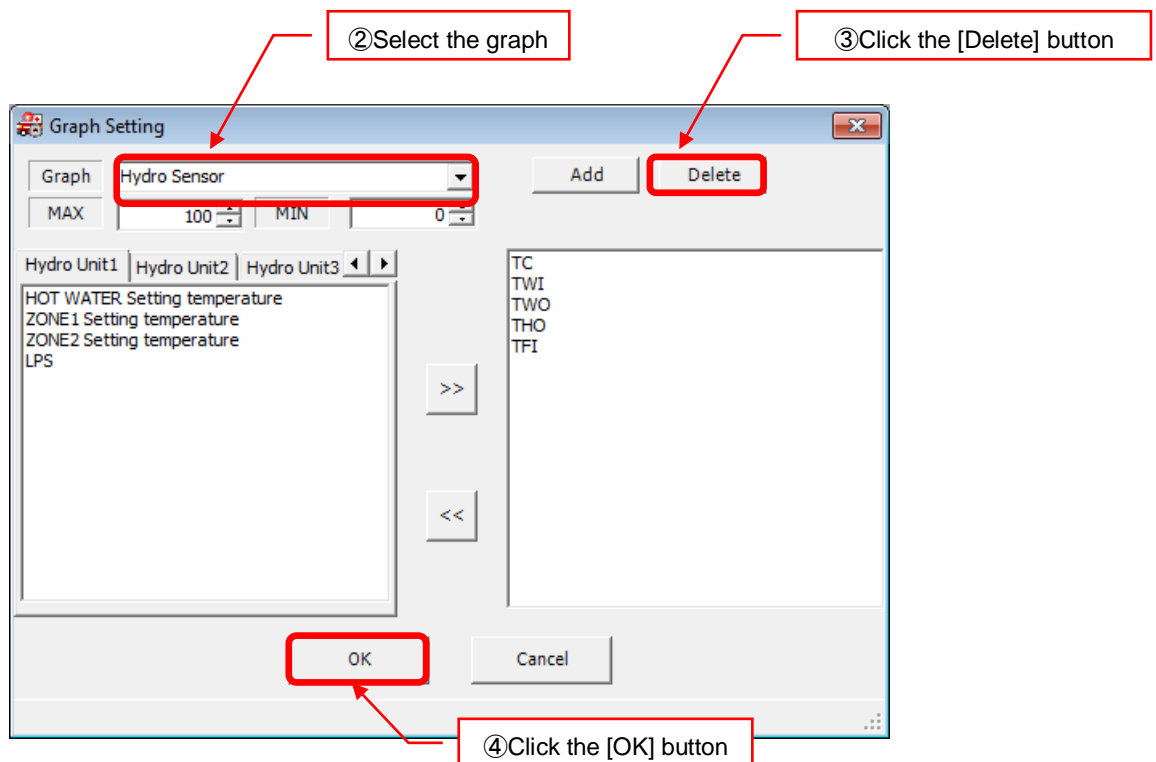 ②Select the graph
③Click the [Delete] button
Graph Setting
Graph
Hydro Sensor
Add
Delete
MAX
100
MIN
0
Hydro Unit1
Hydro Unit2
Hydro Unit3
HOT WATER Setting temperature
ZONE1 Setting temperature
ZONE2 Setting temperature
LPS
TC
TWI
TWO
THO
TFI
>>
<<
OK
Cancel
④Click the [OK] button